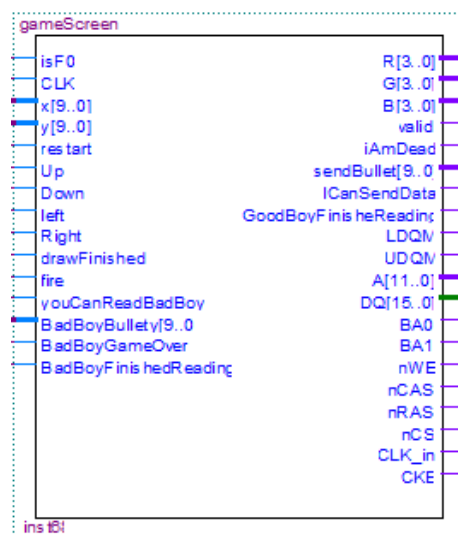 gameScreen
isF0
CLK
x[9..0]
y[9..0]
restart
Up
Down
left
Right
drawFinished
fire
youCanReadBadBoy
BadBoyBullety[9..0
BadBoyGameOver
BadBoyFinishedReading
R[3..0]
G[3..0]
B[3..0]
valid
iAmDead
sendBullet[9..0
ICanSendData
GoodBoyFinisheReading
LDQM
UDQM
A[11..0]
DQ[15..0]
BA0
BA1
nWE
nCAS
nRAS
nCS
CLK_in
CKE